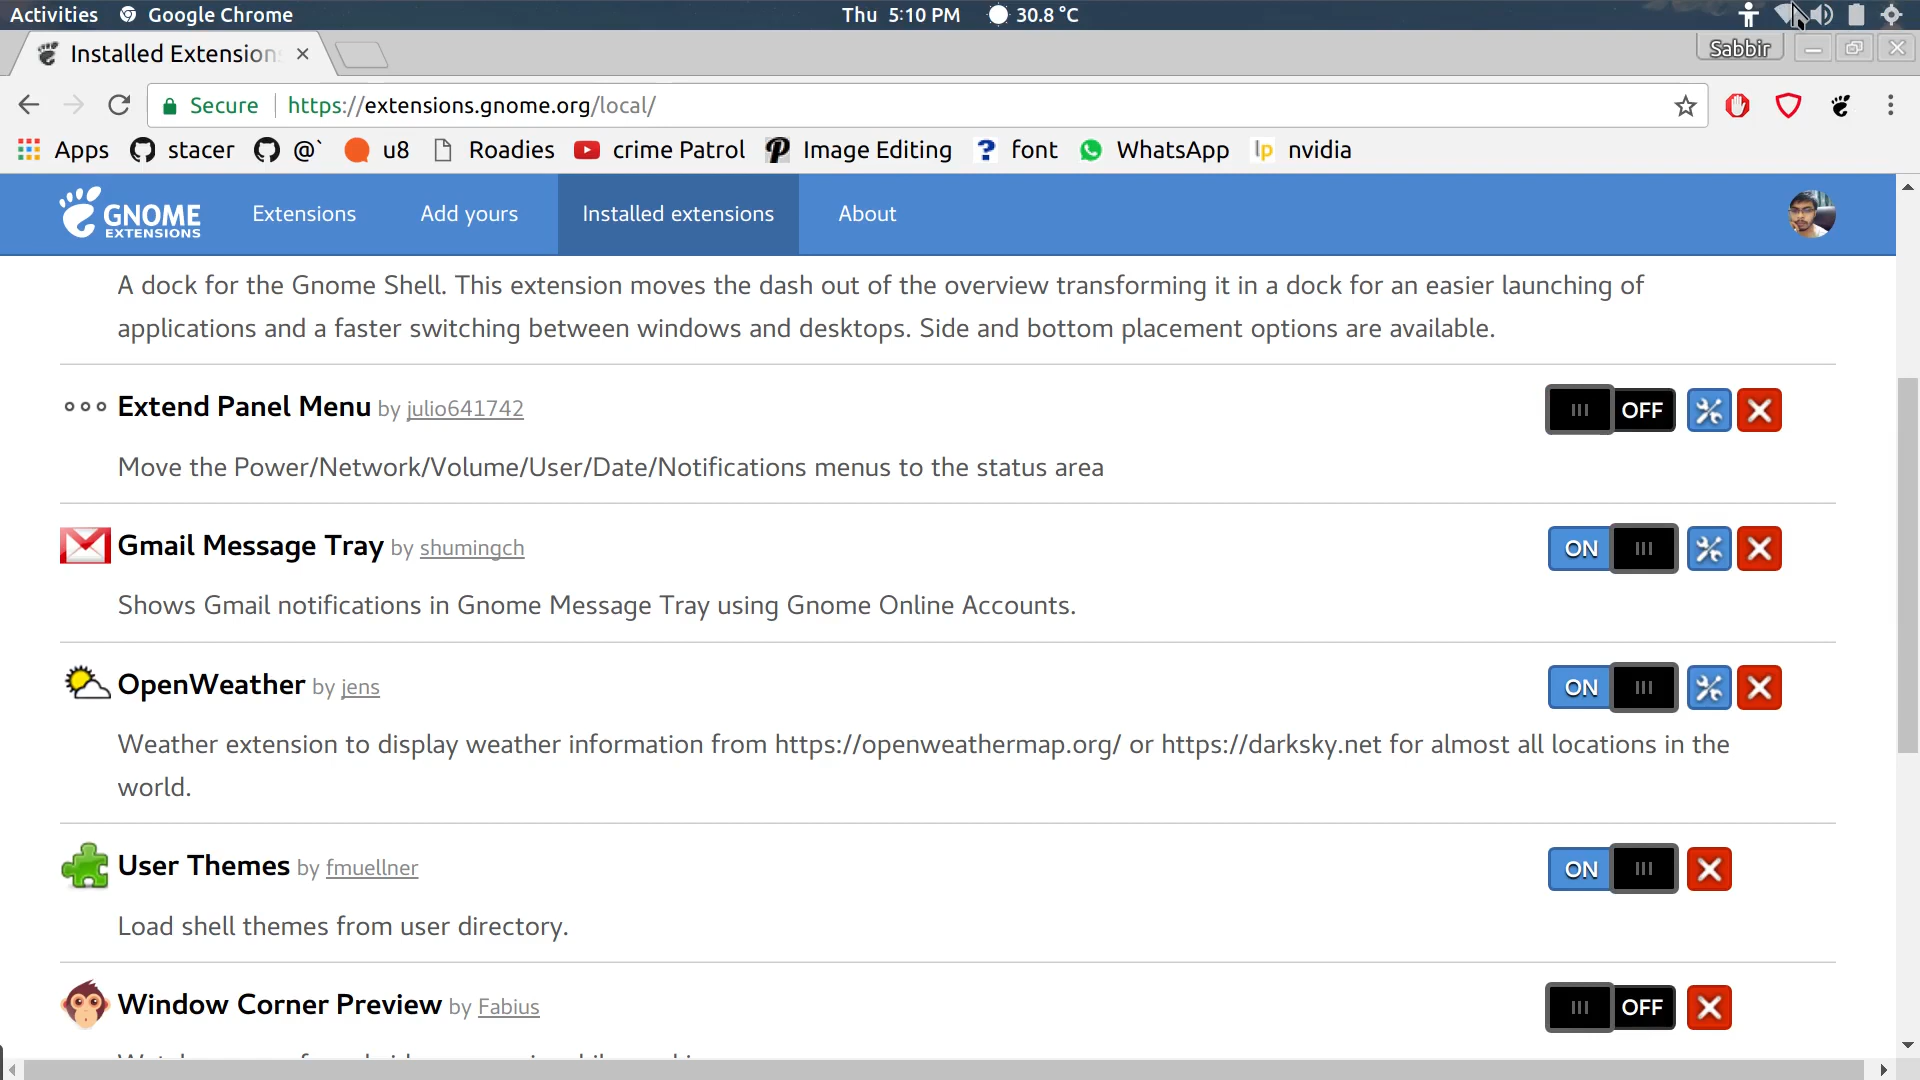 Activities Google Chrome Thu 5:10 PM 30.8 °C
Installed Extension Sabbir
Secure https://extensions.gnome.org/local/
Apps stacer @` u8 Roadies crime Patrol Image Editing font WhatsApp lp nvidia
GNOME EXTENSIONS Extensions Add yours Installed extensions About
A dock for the Gnome Shell. This extension moves the dash out of the overview transforming it in a dock for an easier launching of
applications and a faster switching between windows and desktops. Side and bottom placement options are available.
Extend Panel Menu by julio641742 OFF
Move the Power/Network/Volume/User/Date/Notifications menus to the status area
Gmail Message Tray by shumingch ON
Shows Gmail notifications in Gnome Message Tray using Gnome Online Accounts.
OpenWeather by jens ON
Weather extension to display weather information from https://openweathermap.org/ or https://darksky.net for almost all locations in the
world.
User Themes by fmuellner ON
Load shell themes from user directory.
Window Corner Preview by Fabius OFF